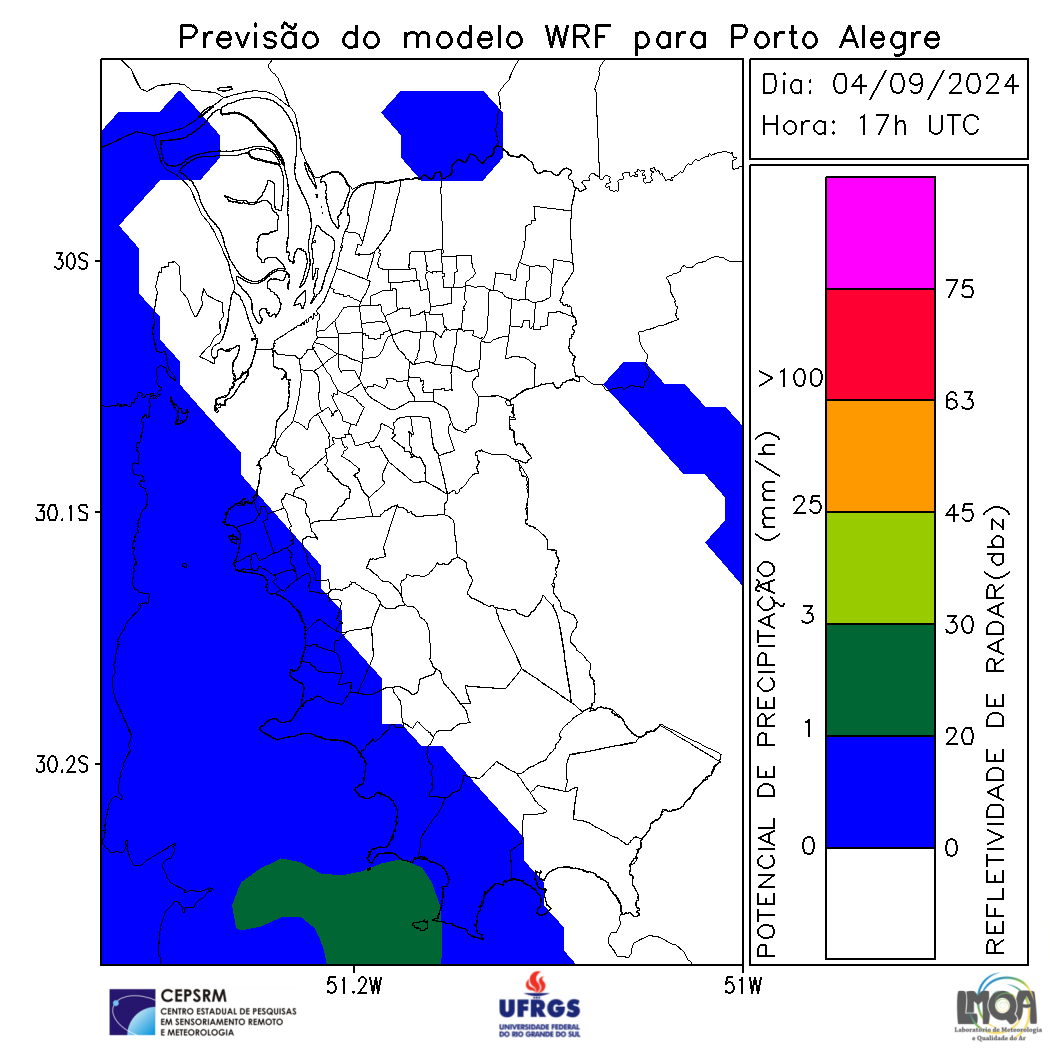 Previsão do modelo WRF para Porto Alegre
Dia: 04/09/2024
Hora: 17h UTC
30S
30.1S
30.2S
51.2W
51W
POTENCIAL DE PRECIPITAÇÃO (mm/h)
>100
25
3
1
0
75
63
45
30
20
0
REFLETIVIDADE DE RADAR(dbz)
CEPSRM
CENTRO ESTADUAL DE PESQUISAS
EM SENSORIAMENTO REMOTO
E METEOROLOGIA
UFRGS
UNIVERSIDADE FEDERAL
DO RIO GRANDE DO SUL
LMQA
Laboratório de Meteorologia
e Qualidade do Ar